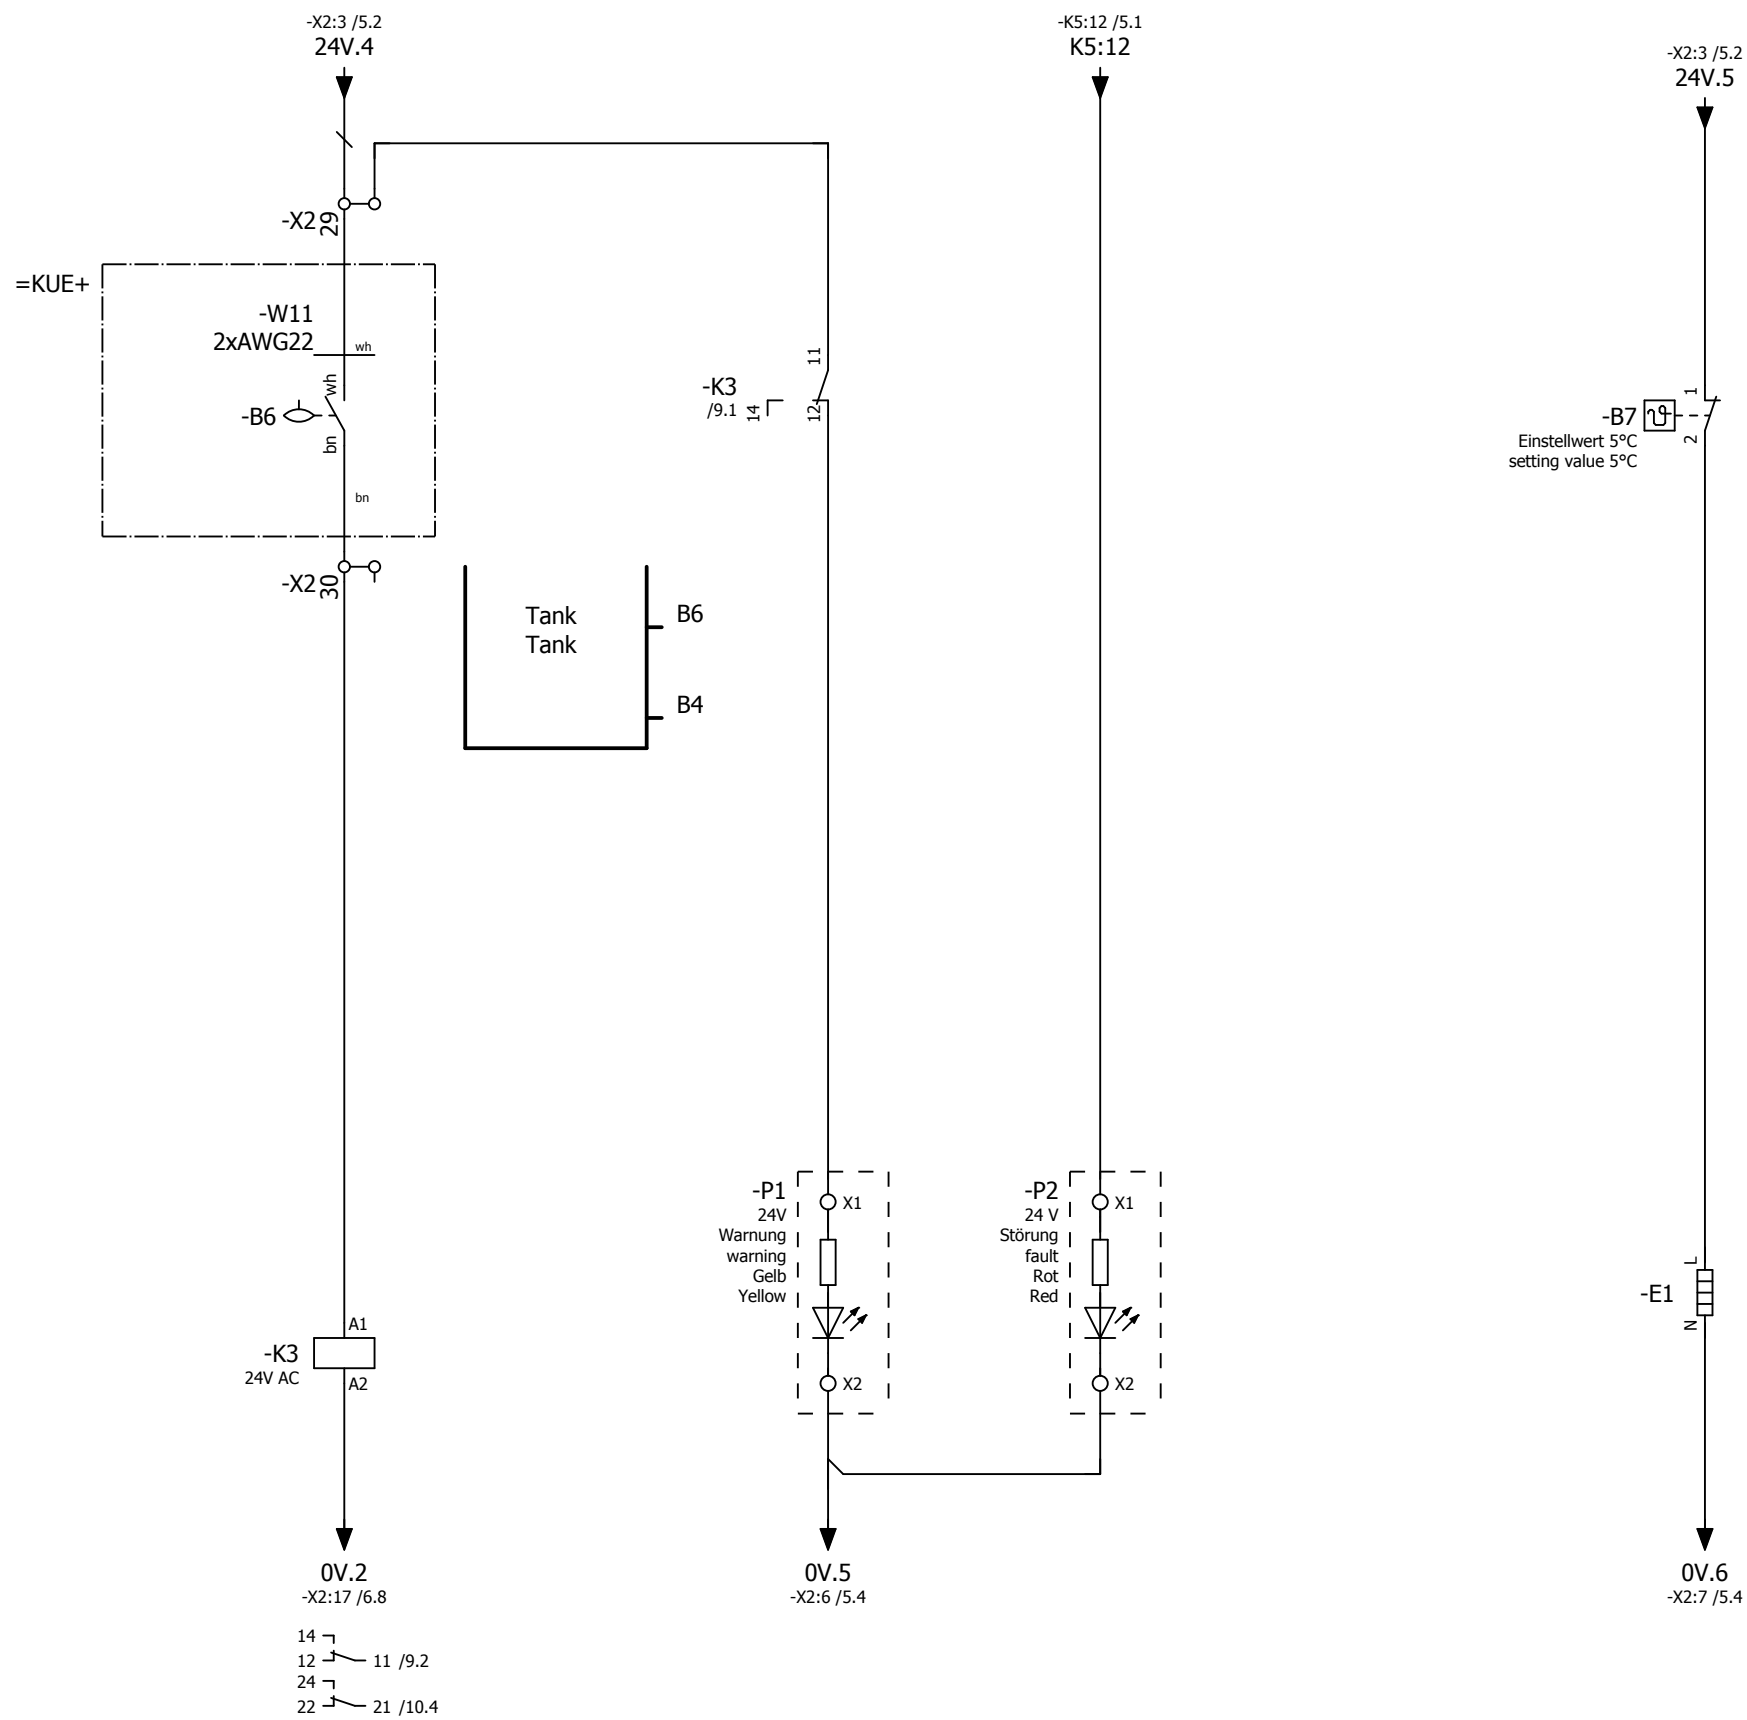 -X2:3 /5.2
24V.4
-K5:12 /5.1
K5:12
-X2:3 /5.2
24V.5
-X2
29
=KUE+
-W11
2xAWG22
wh
wh
-B6
bn
bn
-X2
30
11
-K3
/9.1
14
12
1
-B7
2
Einstellwert 5°C
setting value 5°C
Tank
Tank
B6
B4
-P1
24V
Warnung
warning
Gelb
Yellow
X1
X2
-P2
24 V
Störung
fault
Rot
Red
X1
X2
L
-E1
N
A1
-K3
24V AC
A2
0V.2
-X2:17 /6.8
0V.5
-X2:6 /5.4
0V.6
-X2:7 /5.4
14
12 11 /9.2
24
22 21 /10.4